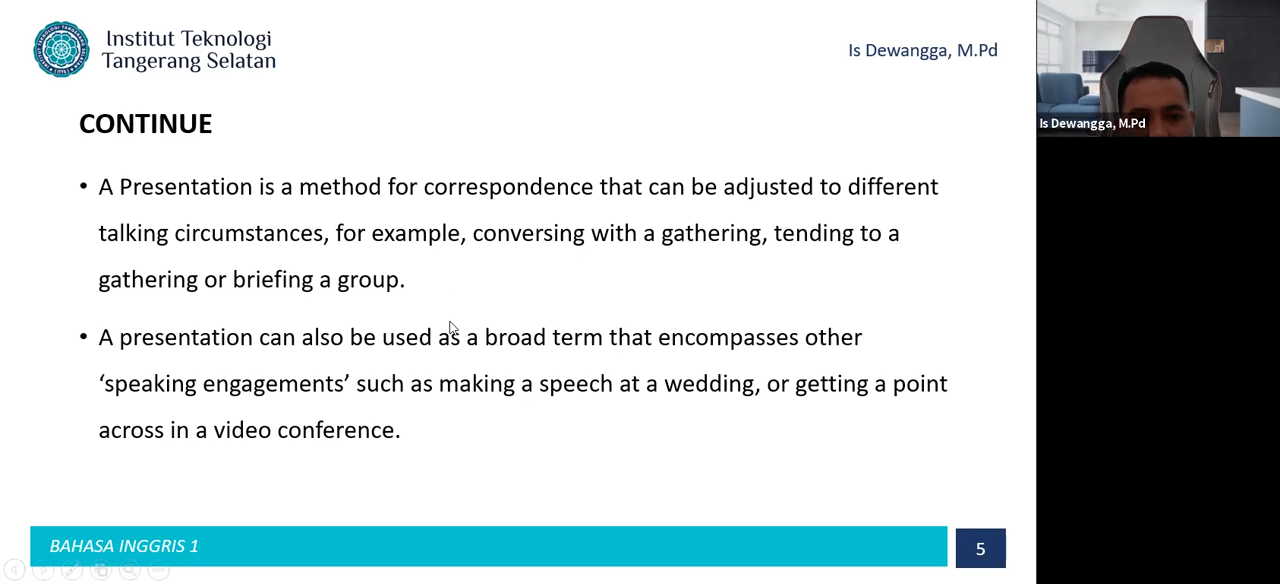 Institut Teknologi
Tangerang Selatan
Is Dewangga, M.Pd
Is Dewangga, M.Pd
CONTINUE
• A Presentation is a method for correspondence that can be adjusted to different
talking circumstances, for example, conversing with a gathering, tending to a
gathering or briefing a group.
• A presentation can also be used as a broad term that encompasses other
‘speaking engagements’ such as making a speech at a wedding, or getting a point
across in a video conference.
BAHASA INGGRIS 1
5